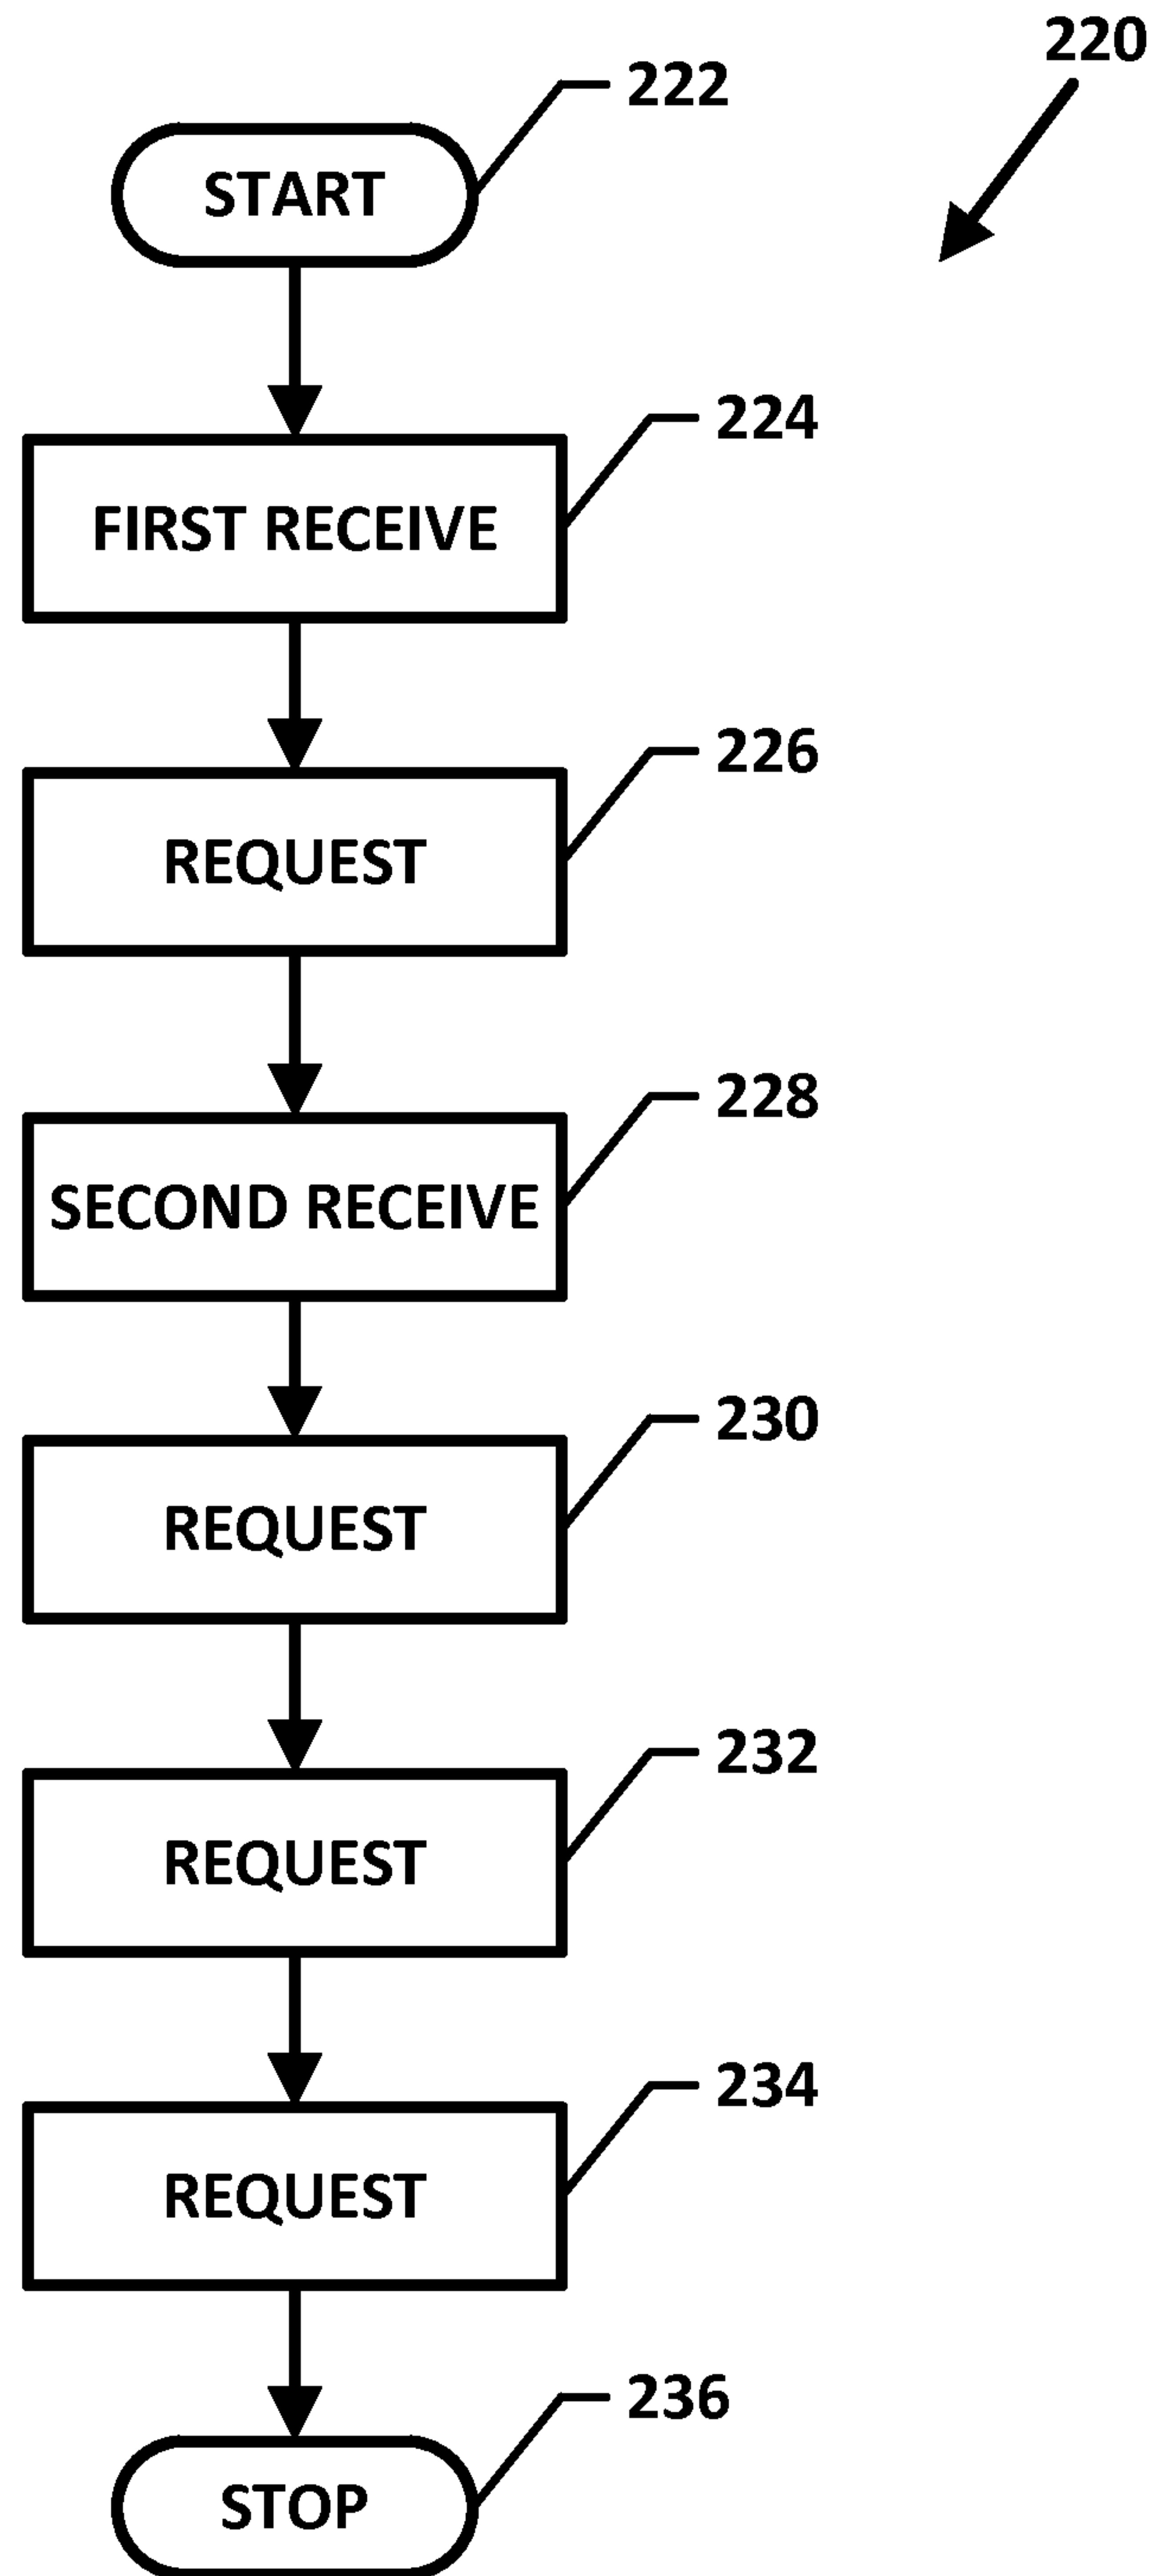 220
222
START
224
FIRST RECEIVE
226
REQUEST
228
SECOND RECEIVE
230
REQUEST
232
REQUEST
234
REQUEST
236
STOP